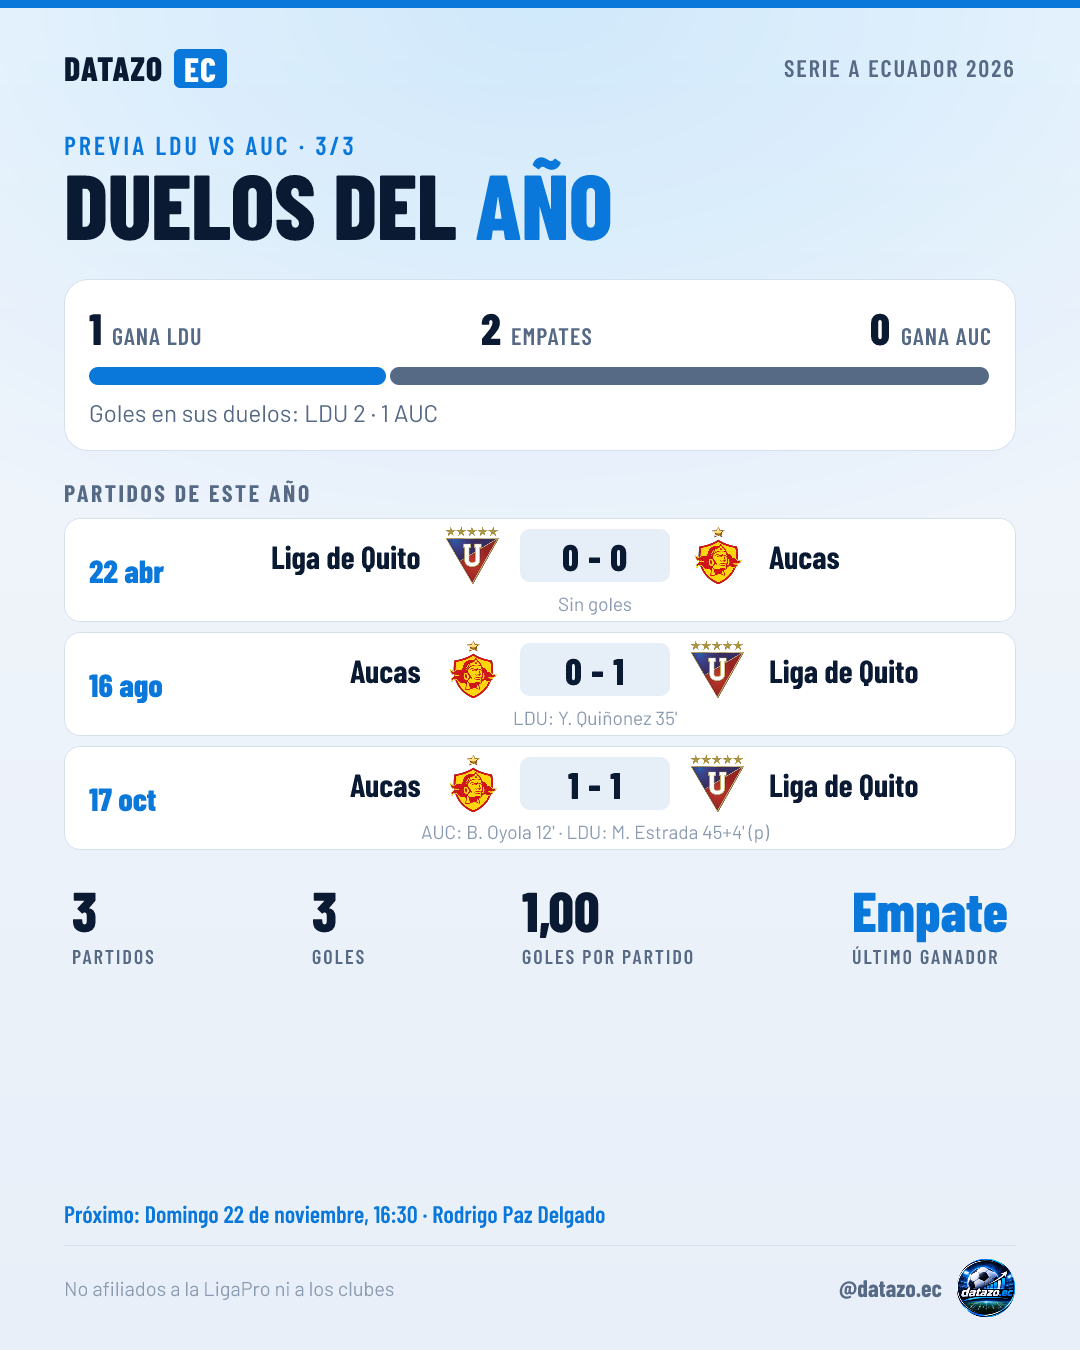 DATAZO EC
SERIE A ECUADOR 2026
PREVIA LDU VS AUC · 3/3
DUELOS DEL AÑO
1 GANA LDU
2 EMPATES
0 GANA AUC
Goles en sus duelos: LDU 2 · 1 AUC
PARTIDOS DE ESTE AÑO
22 abr
Liga de Quito
U
0 - 0
Aucas
Sin goles
16 ago
Aucas
0 - 1
U
Liga de Quito
LDU: Y. Quiñonez 35'
17 oct
Aucas
1 - 1
U
Liga de Quito
AUC: B. Oyola 12' · LDU: M. Estrada 45+4' (p)
3
PARTIDOS
3
GOLES
1,00
GOLES POR PARTIDO
Empate
ÚLTIMO GANADOR
Próximo: Domingo 22 de noviembre, 16:30 · Rodrigo Paz Delgado
No afiliados a la LigaPro ni a los clubes
@datazo.ec
datazo.ec